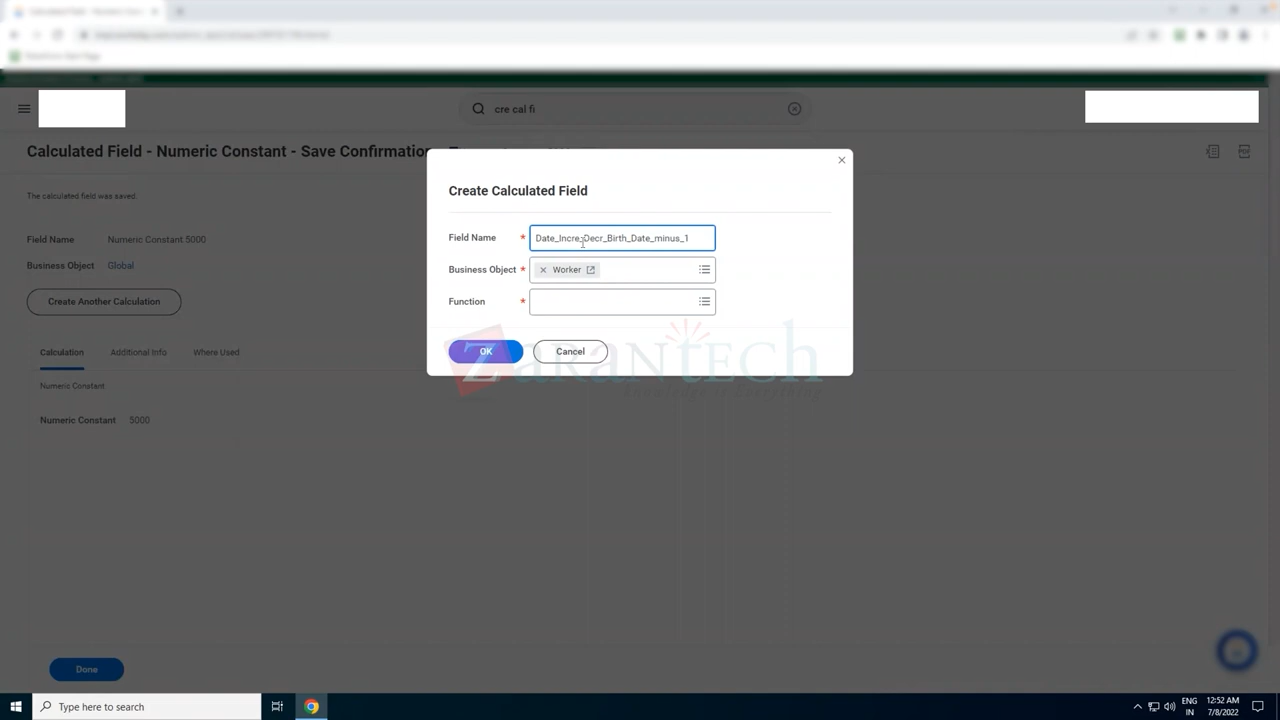 cre cal fi
Calculated Field - Numeric Constant - Save Confirmation
The calculated field was saved.
Field Name Numeric Constant 5000
Business Object Global
Create Another Calculation
Calculation Additional Info Where Used
Numeric Constant
Numeric Constant 5000
Done
Create Calculated Field
Field Name * Date_Incre_Decr_Birth_Date_minus_1
Business Object * Worker
Function *
OK Cancel
ZaranTech
Type here to search
ENG
IN
12:52 AM
7/8/2022